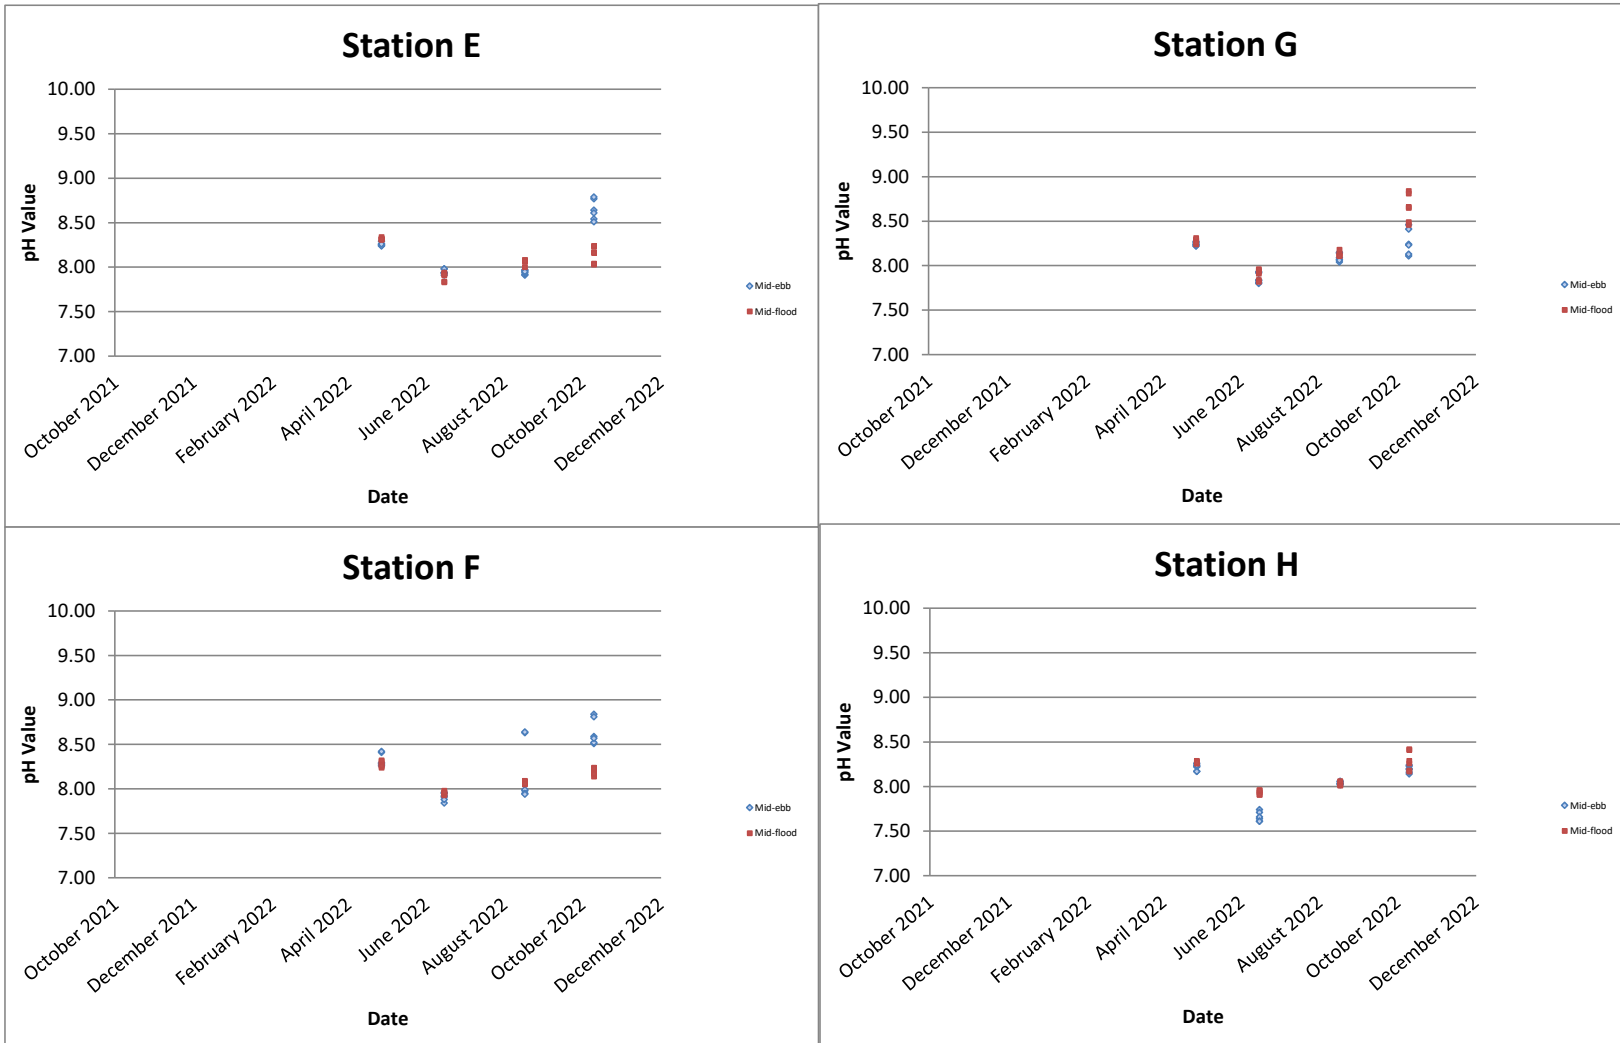 Station E
10.00
9.50
9.00
8.50
8.00
7.50
7.00
pH Value
October 2021
December 2021
February 2022
April 2022
June 2022
August 2022
October 2022
December 2022
Date
Mid-ebb
Mid-flood
Station G
10.00
9.50
9.00
8.50
8.00
7.50
7.00
pH Value
October 2021
December 2021
February 2022
April 2022
June 2022
August 2022
October 2022
December 2022
Date
Mid-ebb
Mid-flood
Station F
10.00
9.50
9.00
8.50
8.00
7.50
7.00
pH Value
October 2021
December 2021
February 2022
April 2022
June 2022
August 2022
October 2022
December 2022
Date
Mid-ebb
Mid-flood
Station H
10.00
9.50
9.00
8.50
8.00
7.50
7.00
pH Value
October 2021
December 2021
February 2022
April 2022
June 2022
August 2022
October 2022
December 2022
Date
Mid-ebb
Mid-flood